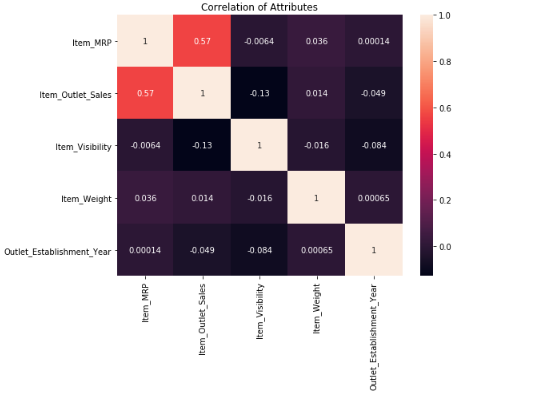 Correlation of Attributes
Item_MRP 1 0.57 -0.0064 0.036 0.00014
Item_Outlet_Sales 0.57 1 -0.13 0.014 -0.049
Item_Visibility -0.0064 -0.13 1 -0.016 -0.084
Item_Weight 0.036 0.014 -0.016 1 0.00065
Outlet_Establishment_Year 0.00014 -0.049 -0.084 0.00065 1
Item_MRP
Item_Outlet_Sales
Item_Visibility
Item_Weight
Outlet_Establishment_Year
1.0
0.8
0.6
0.4
0.2
0.0